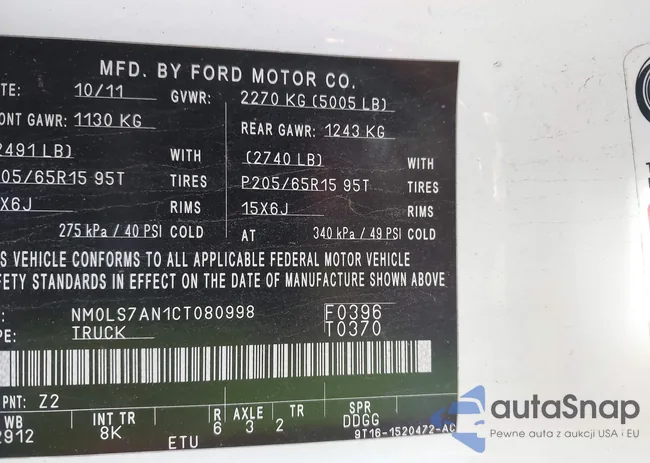 MFD. BY FORD MOTOR CO.
TE: 10/11 GVWR: 2270 KG (5005 LB)
ONT GAWR: 1130 KG REAR GAWR: 1243 KG
2491 LB) WITH (2740 LB) WITH
205/65R15 95T TIRES P205/65R15 95T TIRES
X6J RIMS 15X6J RIMS
275 kPa / 40 PSI COLD AT 340 kPa / 49 PSI COLD
S VEHICLE CONFORMS TO ALL APPLICABLE FEDERAL MOTOR VEHICLE
FETY STANDARDS IN EFFECT ON THE DATE OF MANUFACTURE SHOWN ABOVE
: NM0LS7AN1CT080998 F0396
PE: TRUCK T0370
PNT: Z2
WB INT TR R AXLE TR SPR
2912 8K 6 3 2 DDGG
ETU 9T16-1520472-AC
autaSnap
Pewne auta z aukcji USA i EU